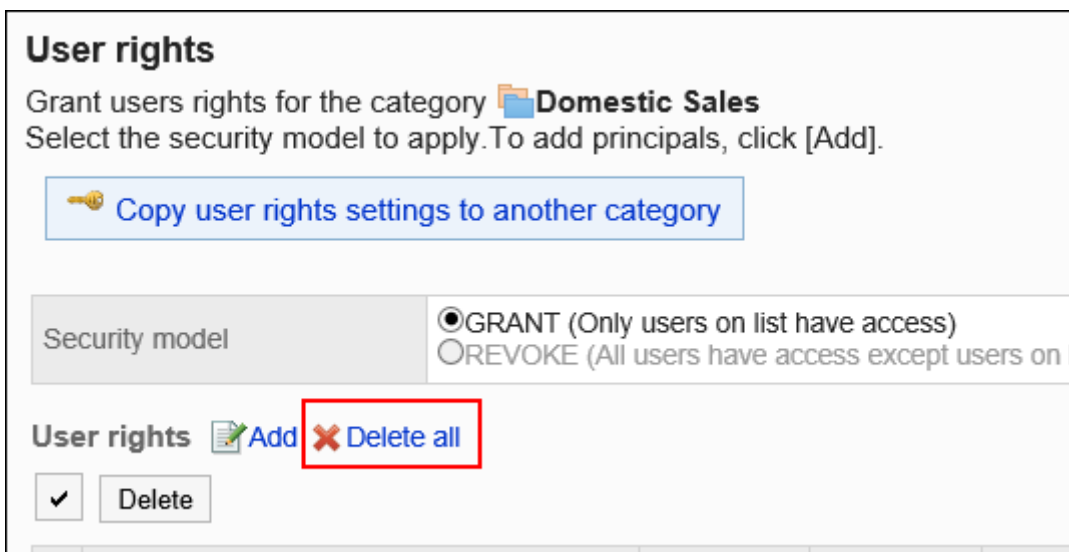 User rights
Grant users rights for the category Domestic Sales
Select the security model to apply.To add principals, click [Add].
Copy user rights settings to another category
Security model
GRANT (Only users on list have access)
REVOKE (All users have access except users on
User rights Add Delete all
Delete